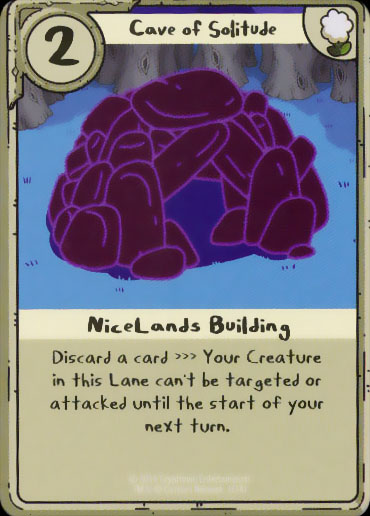 2
Cave of Solitude
NiceLands Building
Discard a card >>> Your Creature
in this Lane can't be targeted or
attacked until the start of your
next turn.